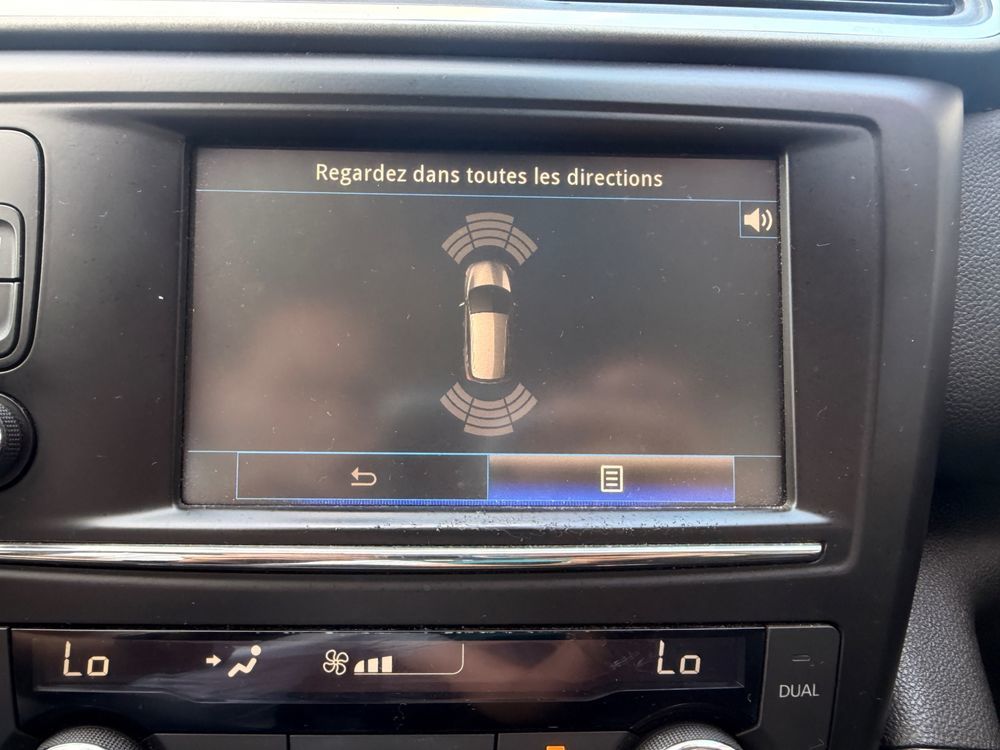 Regardez dans toutes les directions
Lo Lo
DUAL